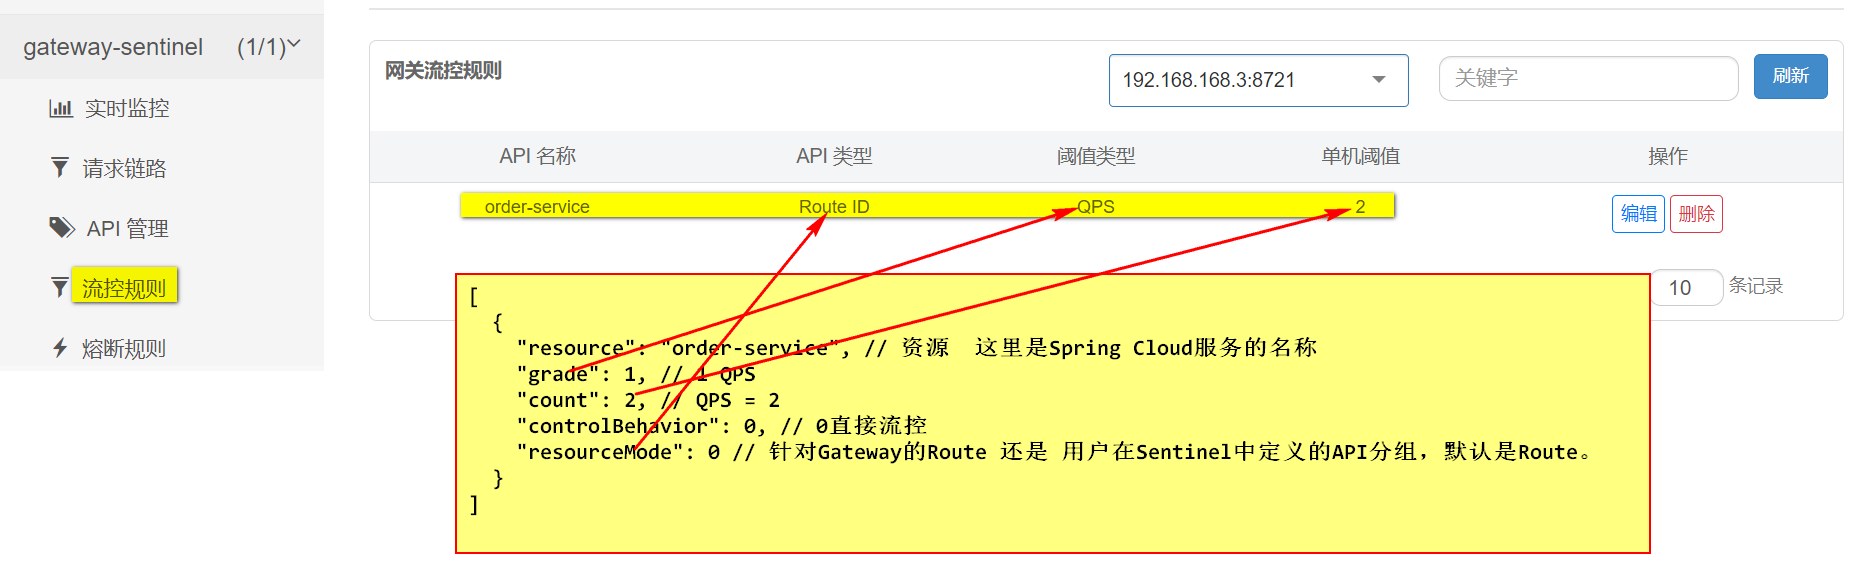 gateway-sentinel (1/1)
实时监控
请求链路
API 管理
流控规则
熔断规则
网关流控规则 192.168.168.3:8721 关键字 刷新
API 名称 API 类型 阈值类型 单机阈值 操作
order-service Route ID QPS 2 编辑 删除
10 条记录
[
{
"resource": "order-service", // 资源 这里是Spring Cloud服务的名称
"grade": 1, // 1 QPS
"count": 2, // QPS = 2
"controlBehavior": 0, // 0直接流控
"resourceMode": 0 // 针对Gateway的Route 还是 用户在Sentinel中定义的API分组，默认是Route。
}
]